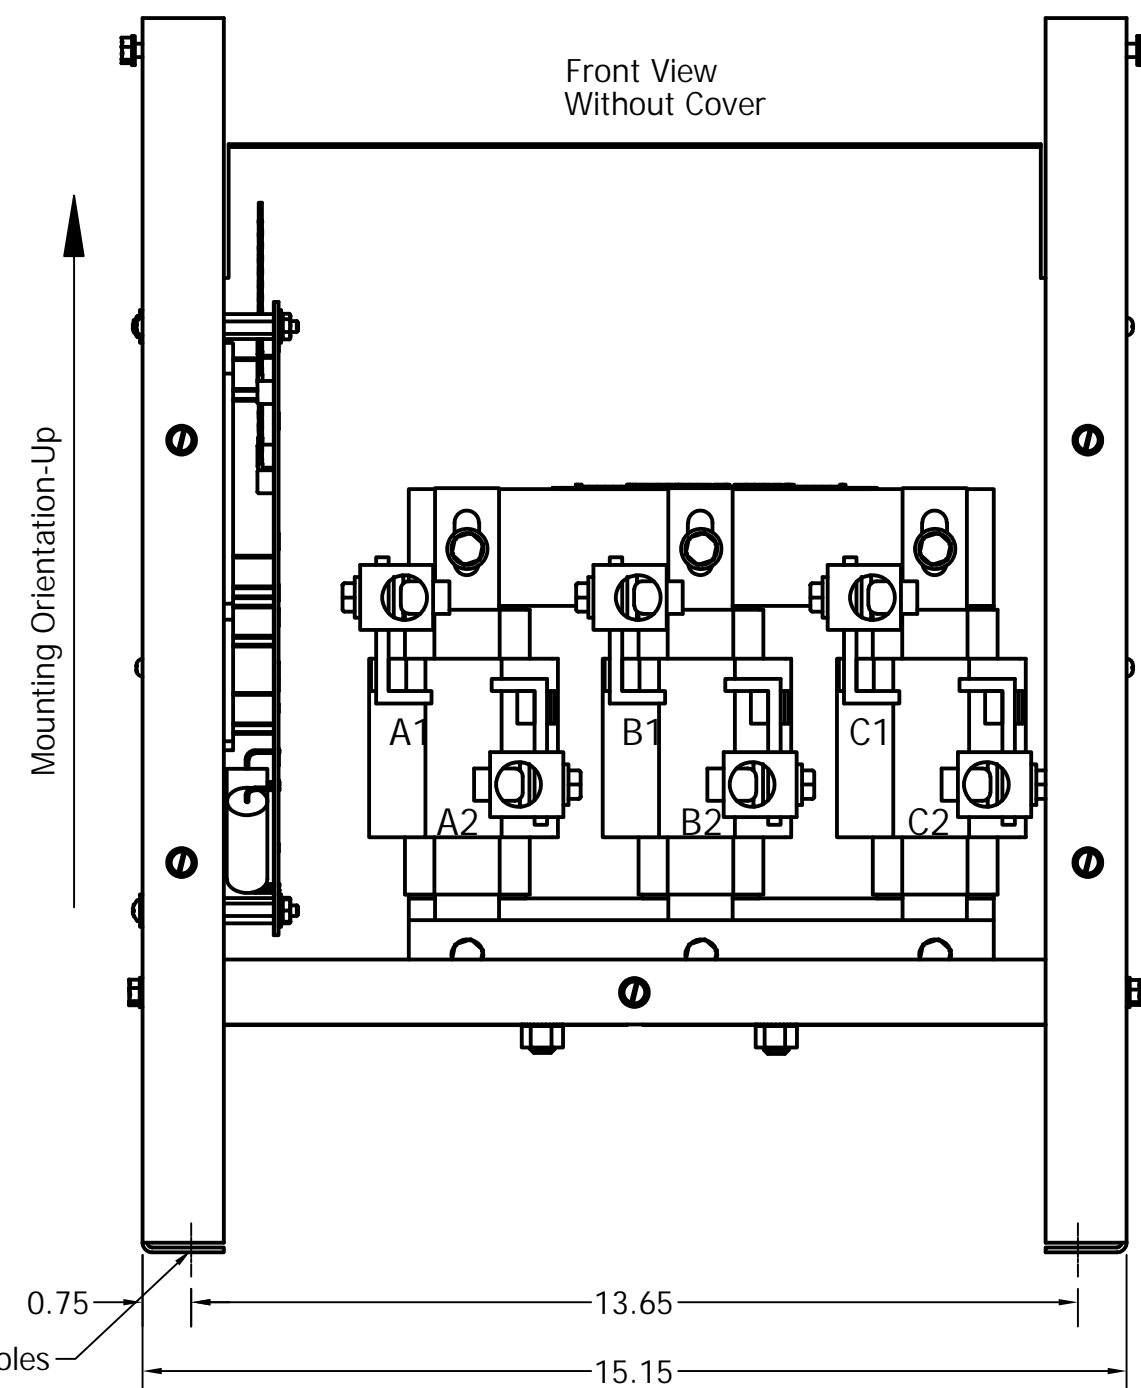 Front View
Without Cover
Mounting Orientation-Up
A1
B1
C1
A2
B2
C2
0.75
13.65
oles
15.15